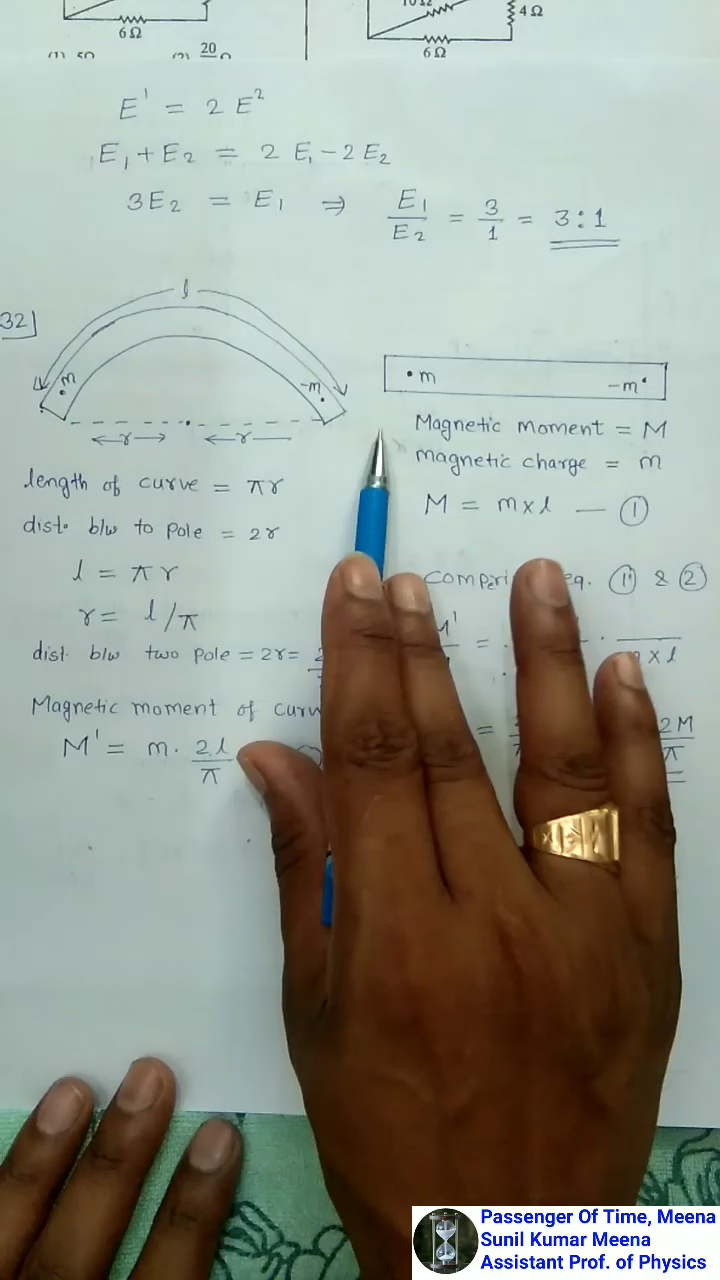 6Ω
4Ω
6Ω
20
E' = 2 E²
E₁ + E₂ = 2 E₁ - 2 E₂
3E₂ = E₁ ⇒ E₁/E₂ = 3/1 = 3:1
32]
l
m
-m
r
r
m
-m
length of curve = πr
dist. b/w to pole = 2r
l = πr
r = l/π
dist. b/w two pole = 2r =
Magnetic moment of
M' = m · 2l/π
Magnetic moment = M
magnetic charge = m
M = m×l — ①
eq. ① & ②
M' =
×l
= 2M/π
Passenger Of Time, Meena
Sunil Kumar Meena
Assistant Prof. of Physics